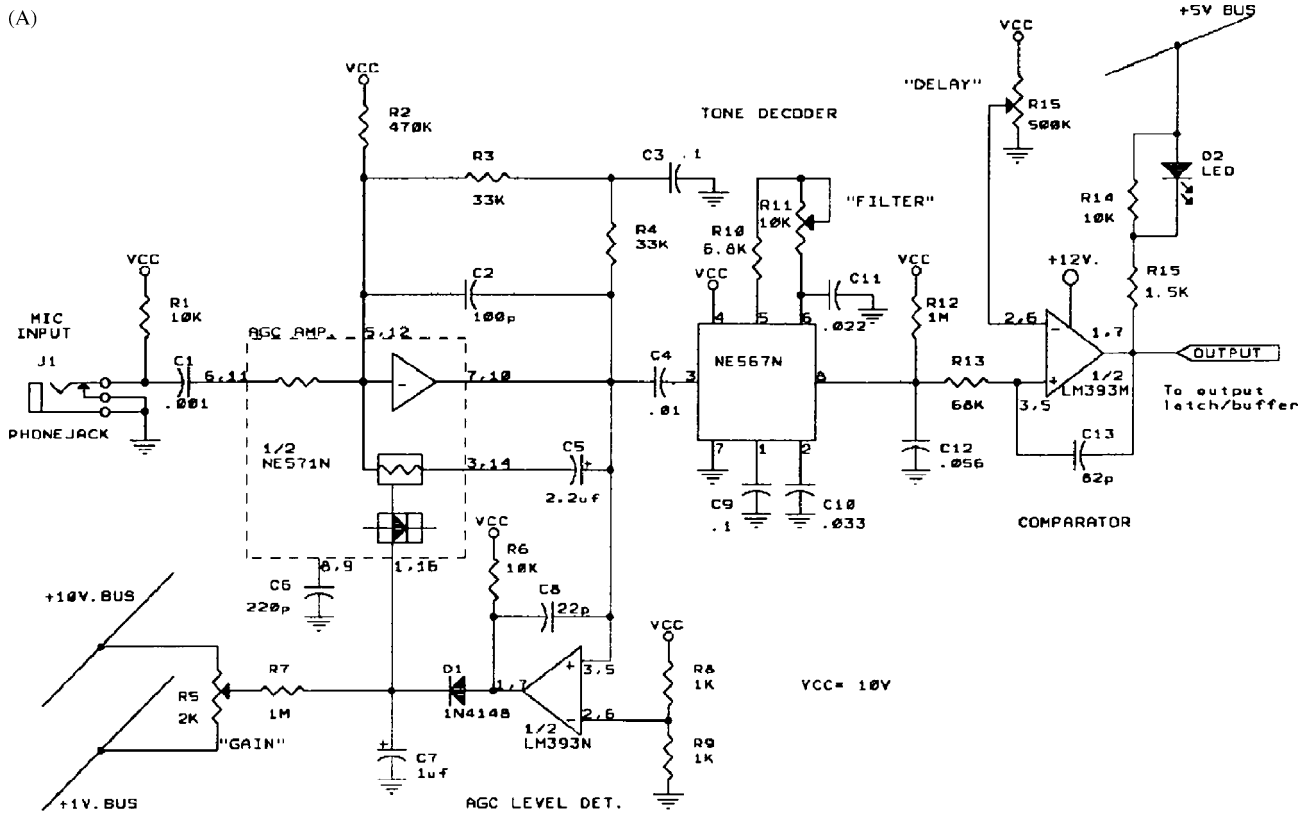 (A)
+5V BUS
VCC
"DELAY"
R15
500K
VCC
R2
470K
TONE DECODER
R3
33K
C3
.1
D2
LED
R14
10K
R11
10K
"FILTER"
R10
6.8K
R4
33K
VCC
+12V.
R15
1.5K
VCC
C2
100p
VCC
C11
.022
R12
1M
R1
10K
MIC
INPUT
J1
PHONEJACK
AGC AMP.
5,12
4
5
6
2,6
1,7
NE567N
C1
.001
6,11
7,10
C4
.01
3
8
R13
68K
3,5
1/2
LM393M
OUTPUT
To output
latch/buffer
1/2
NE571N
3,14
C5
+
2.2uf
7
1
2
C12
.056
C13
82p
C9
.1
C10
.033
COMPARATOR
VCC
R6
10K
8,9
1,16
C6
220p
C8
22p
+10V.BUS
VCC
R8
1K
R7
1M
D1
1N4148
1,7
+
3,5
-
2,6
1/2
LM393N
VCC= 10V
R5
2K
"GAIN"
+
C7
1uf
R9
1K
+1V.BUS
AGC LEVEL DET.